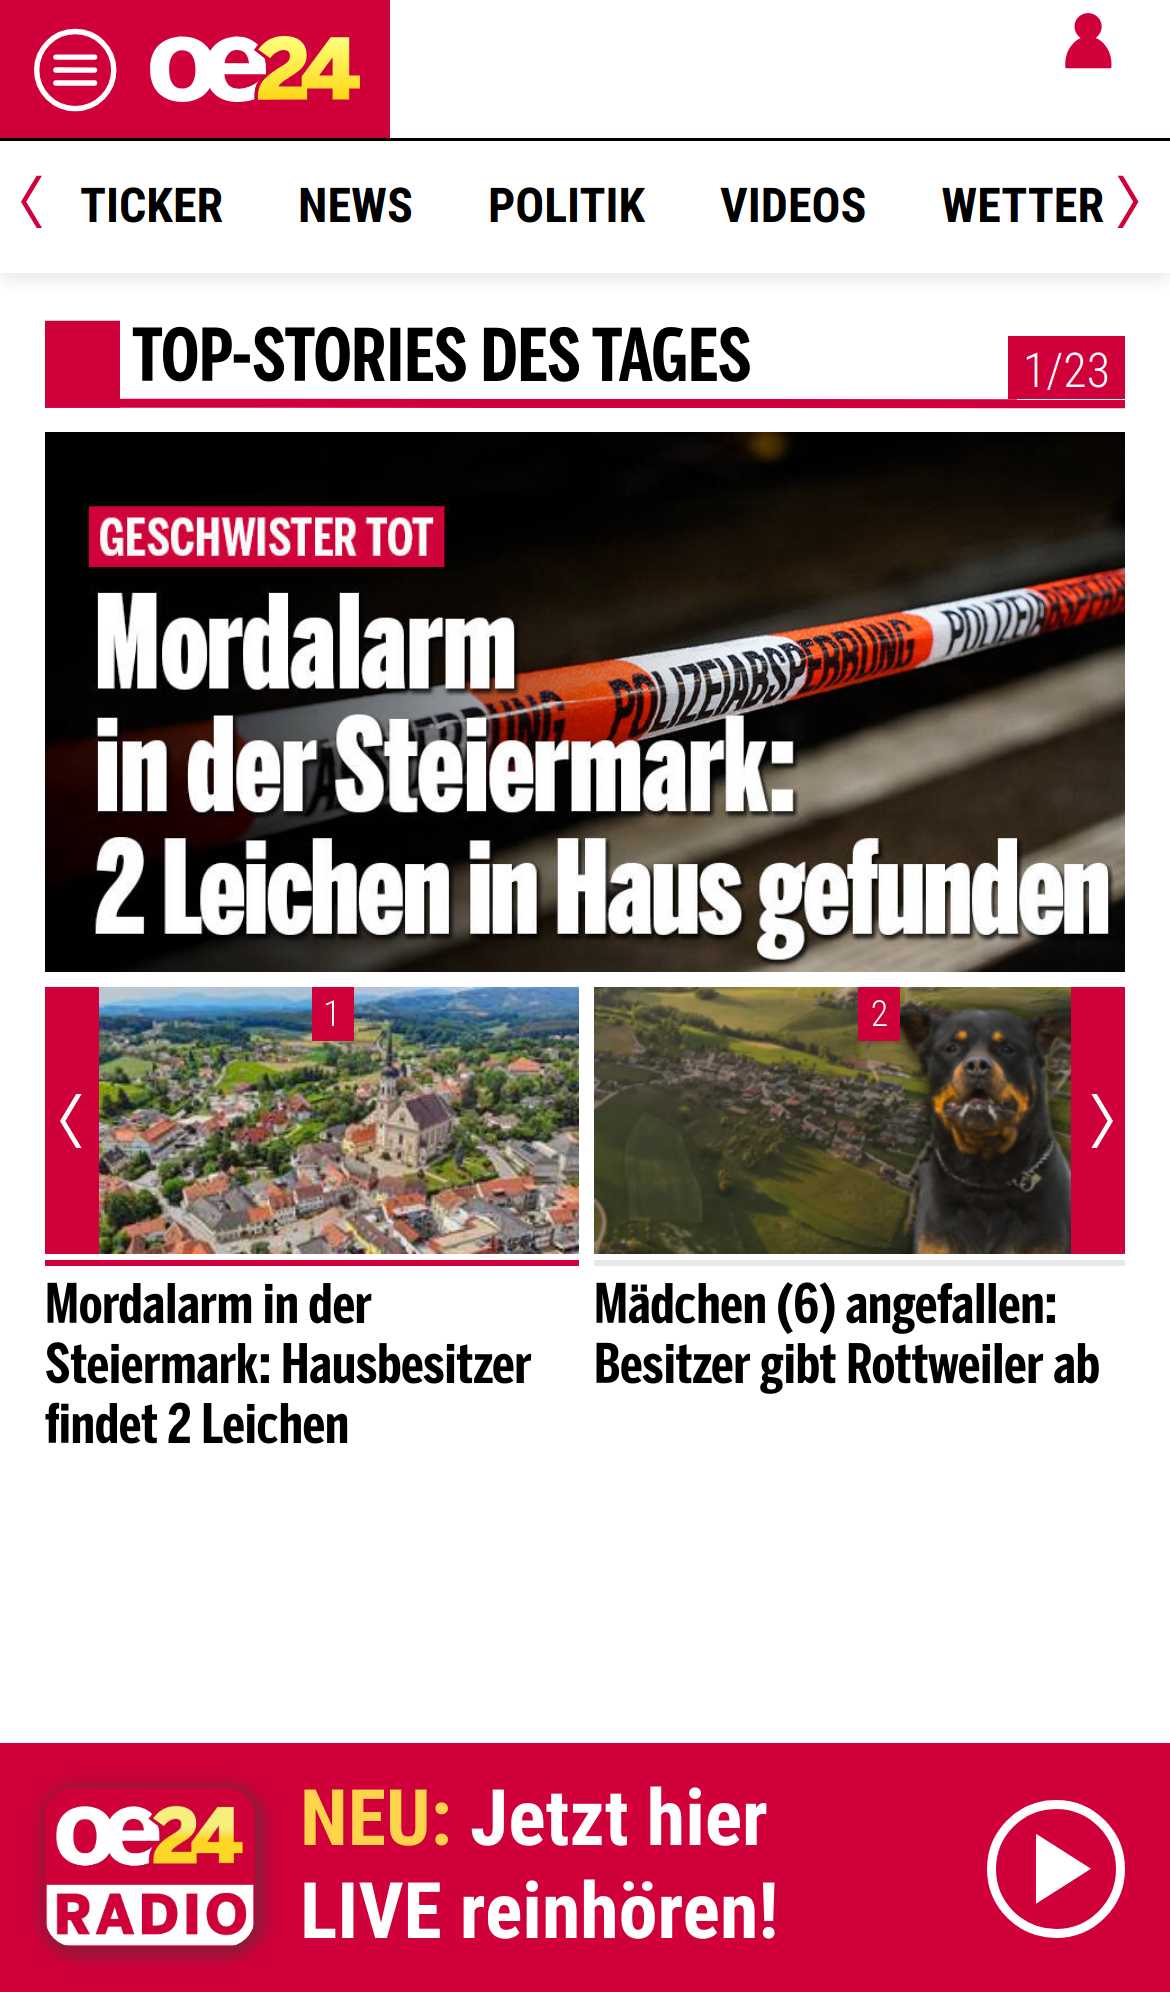 oe24
TICKER NEWS POLITIK VIDEOS WETTER
TOP-STORIES DES TAGES
1/23
GESCHWISTER TOT
POLIZEIABSPERRUNG POLIZEIABSPERR
Mordalarm
in der Steiermark:
2 Leichen in Haus gefunden
1
2
Mordalarm in der
Steiermark: Hausbesitzer
findet 2 Leichen
Mädchen (6) angefallen:
Besitzer gibt Rottweiler ab
oe24
RADIO
NEU: Jetzt hier
LIVE reinhören!